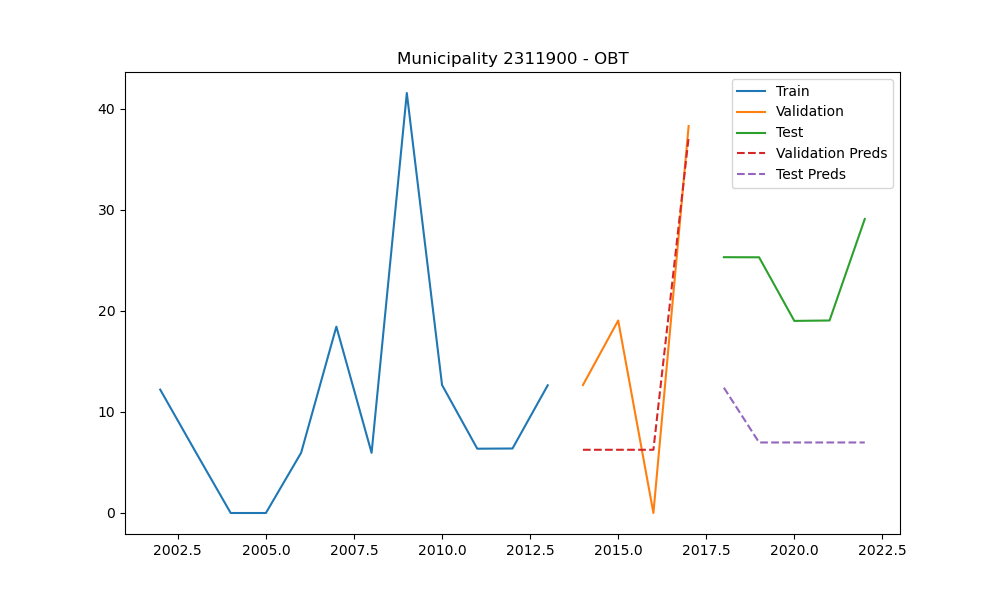 Municipality 2311900 - OBT
Train
Validation
Test
Validation Preds
Test Preds
40
30
20
10
0
2002.5 2005.0 2007.5 2010.0 2012.5 2015.0 2017.5 2020.0 2022.5